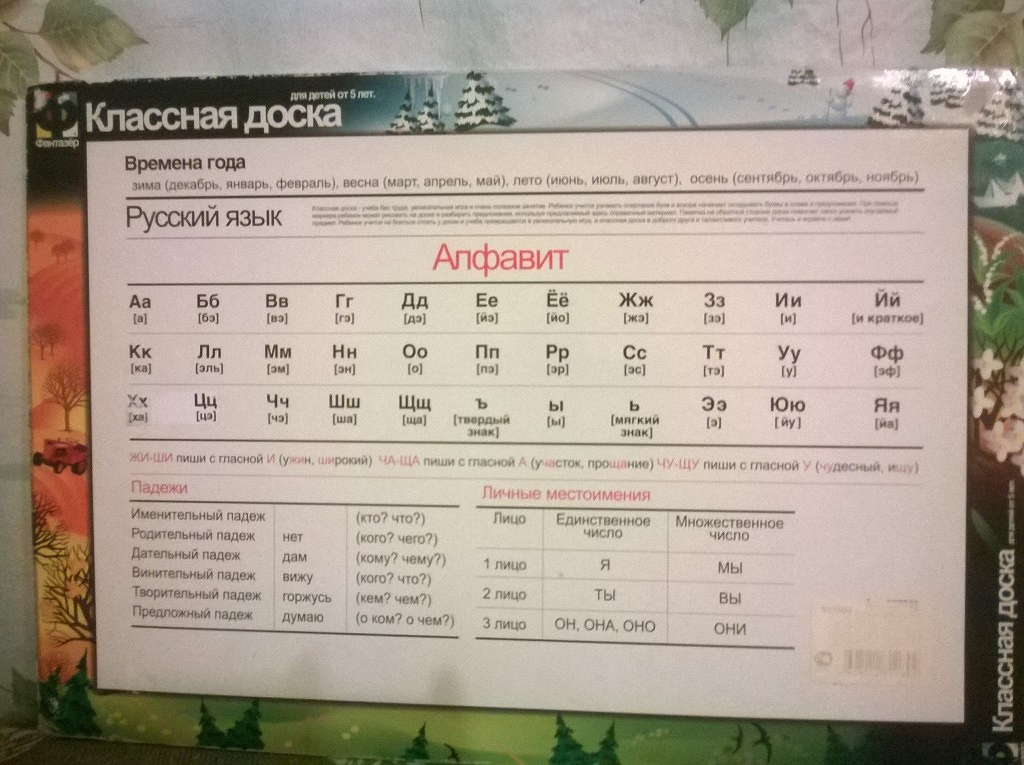 для детей от 5 лет.
Классная доска
Фантазёр
Времена года
зима (декабрь, январь, февраль), весна (март, апрель, май), лето (июнь, июль, август), осень (сентябрь, октябрь, ноябрь)
Русский язык
Алфавит
Аа Бб Вв Гг Дд Ее Ёё Жж Зз Ии Йй
[а] [бэ] [вэ] [гэ] [дэ] [йэ] [йо] [жэ] [зэ] [и] [и краткое]
Кк Лл Мм Нн Оо Пп Рр Сс Тт Уу Фф
[ка] [эль] [эм] [эн] [о] [пэ] [эр] [эс] [тэ] [у] [эф]
Хх Цц Чч Шш Щщ ъ ы ь Ээ Юю Яя
[ха] [цэ] [чэ] [ша] [ща] [твердый знак] [ы] [мягкий знак] [э] [йу] [йа]
ЖИ-ШИ пиши с гласной И (ужин, широкий) ЧА-ЩА пиши с гласной А (участок, прощание) ЧУ-ЩУ пиши с гласной У (чудесный, ищу)
Падежи
Именительный падеж (кто? что?)
Родительный падеж нет (кого? чего?)
Дательный падеж дам (кому? чему?)
Винительный падеж вижу (кого? что?)
Творительный падеж горжусь (кем? чем?)
Предложный падеж думаю (о ком? о чем?)
Личные местоимения
Лицо Единственное число Множественное число
1 лицо Я МЫ
2 лицо ТЫ ВЫ
3 лицо ОН, ОНА, ОНО ОНИ
Классная доска
для детей от 5 лет.